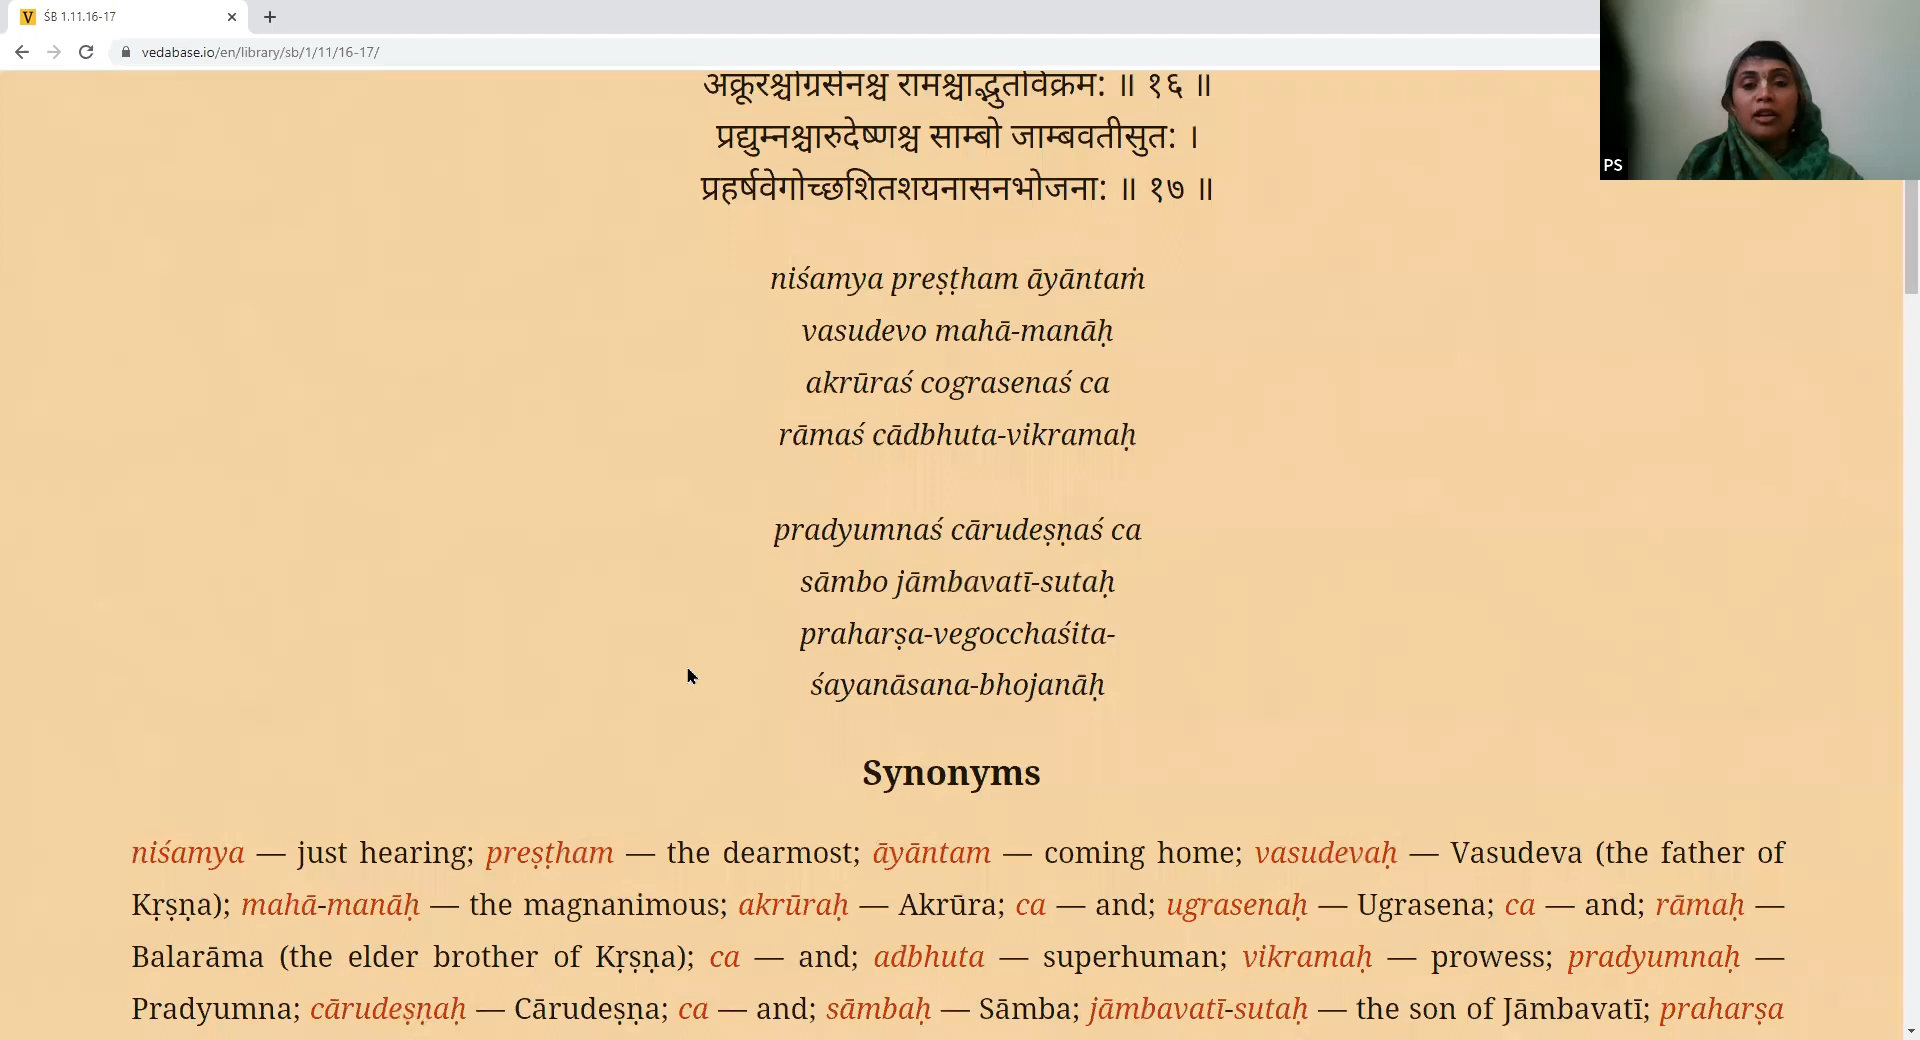 ŚB 1.11.16-17
vedabase.io/en/library/sb/1/11/16-17/
PS
अक्रूरश्चोग्रसेनश्च रामश्चाद्भुतविक्रम: ॥ १६ ॥
प्रद्युम्नश्चारुदेष्णश्च साम्बो जाम्बवतीसुत: ।
प्रहर्षवेगोच्छशितशयनासनभोजना: ॥ १७ ॥
niśamya preṣṭham āyāntaṁ
vasudevo mahā-manāḥ
akrūraś cograsenaś ca
rāmaś cādbhuta-vikramaḥ
pradyumnaś cārudeṣṇaś ca
sāmbo jāmbavatī-sutaḥ
praharṣa-vegocchaśita-
śayanāsana-bhojanāḥ
Synonyms
niśamya — just hearing; preṣṭham — the dearmost; āyāntam — coming home; vasudevaḥ — Vasudeva (the father of
Kṛṣṇa); mahā-manāḥ — the magnanimous; akrūraḥ — Akrūra; ca — and; ugrasenaḥ — Ugrasena; ca — and; rāmaḥ —
Balarāma (the elder brother of Kṛṣṇa); ca — and; adbhuta — superhuman; vikramaḥ — prowess; pradyumnaḥ —
Pradyumna; cārudeṣṇaḥ — Cārudeṣṇa; ca — and; sāmbaḥ — Sāmba; jāmbavatī-sutaḥ — the son of Jāmbavatī; praharṣa